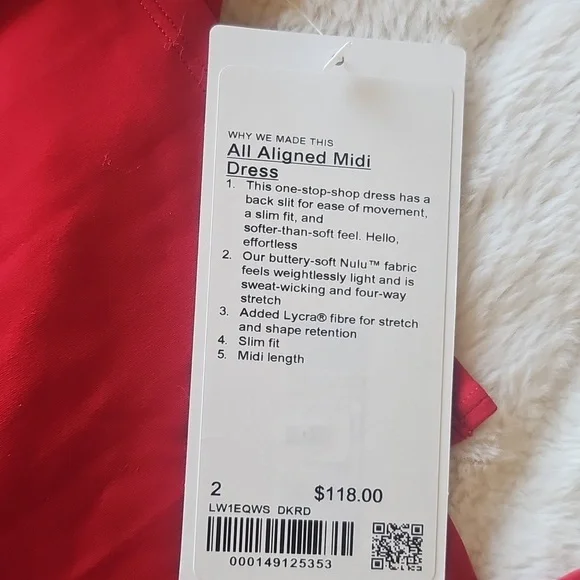 WHY WE MADE THIS
All Aligned Midi
Dress
1. This one-stop-shop dress has a
back slit for ease of movement,
a slim fit, and
softer-than-soft feel. Hello,
effortless
2. Our buttery-soft Nulu™ fabric
feels weightlessly light and is
sweat-wicking and four-way
stretch
3. Added Lycra® fibre for stretch
and shape retention
4. Slim fit
5. Midi length
2 $118.00
LW1EQWS DKRD
000149125353